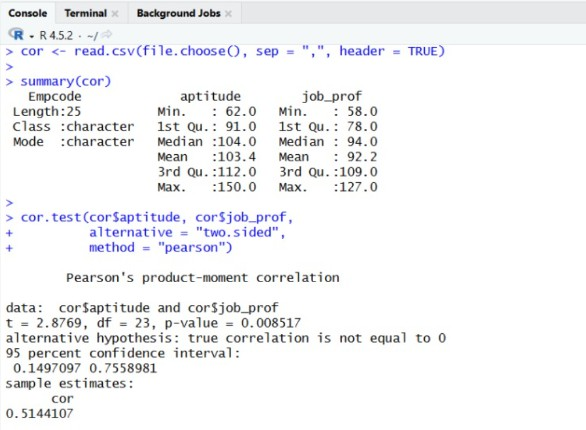 Console Terminal × Background Jobs ×
R R 4.5.2 · ~/
> cor <- read.csv(file.choose(), sep = ",", header = TRUE)
>
> summary(cor)
Empcode aptitude job_prof
Length:25 Min. : 62.0 Min. : 58.0
Class :character 1st Qu.: 91.0 1st Qu.: 78.0
Mode :character Median :104.0 Median : 94.0
Mean :103.4 Mean : 92.2
3rd Qu.:112.0 3rd Qu.:109.0
Max. :150.0 Max. :127.0
>
> cor.test(cor$aptitude, cor$job_prof,
+ alternative = "two.sided",
+ method = "pearson")
Pearson's product-moment correlation
data: cor$aptitude and cor$job_prof
t = 2.8769, df = 23, p-value = 0.008517
alternative hypothesis: true correlation is not equal to 0
95 percent confidence interval:
0.1497097 0.7558981
sample estimates:
cor
0.5144107